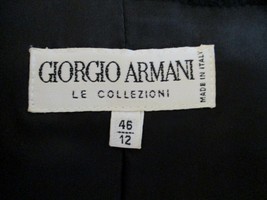 GIORGIO ARMANI
LE COLLEZIONI
MADE IN ITALY
46
12